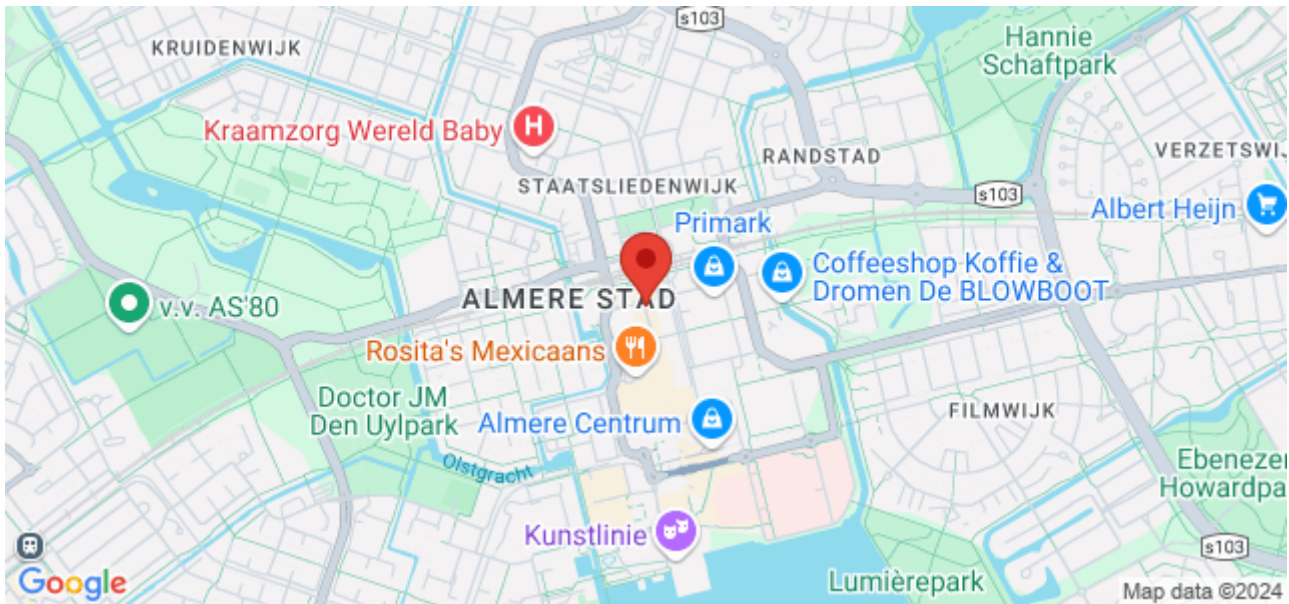 s103
Hannie
Schaftpark
KRUIDENWIJK
Kraamzorg Wereld Baby
H
RANDSTAD
VERZETSWIJ
STAATSLIEDENWIJK
s103
Albert Heijn
Primark
Coffeeshop Koffie &
Dromen De BLOWBOOT
v.v. AS'80
ALMERE STAD
Rosita's Mexicaans
Doctor JM
Den Uylpark
FILMWIJK
Almere Centrum
Olstgracht
Ebenezer
Howardpa
Kunstlinie
s103
Lumièrepark
Google
Map data ©2024